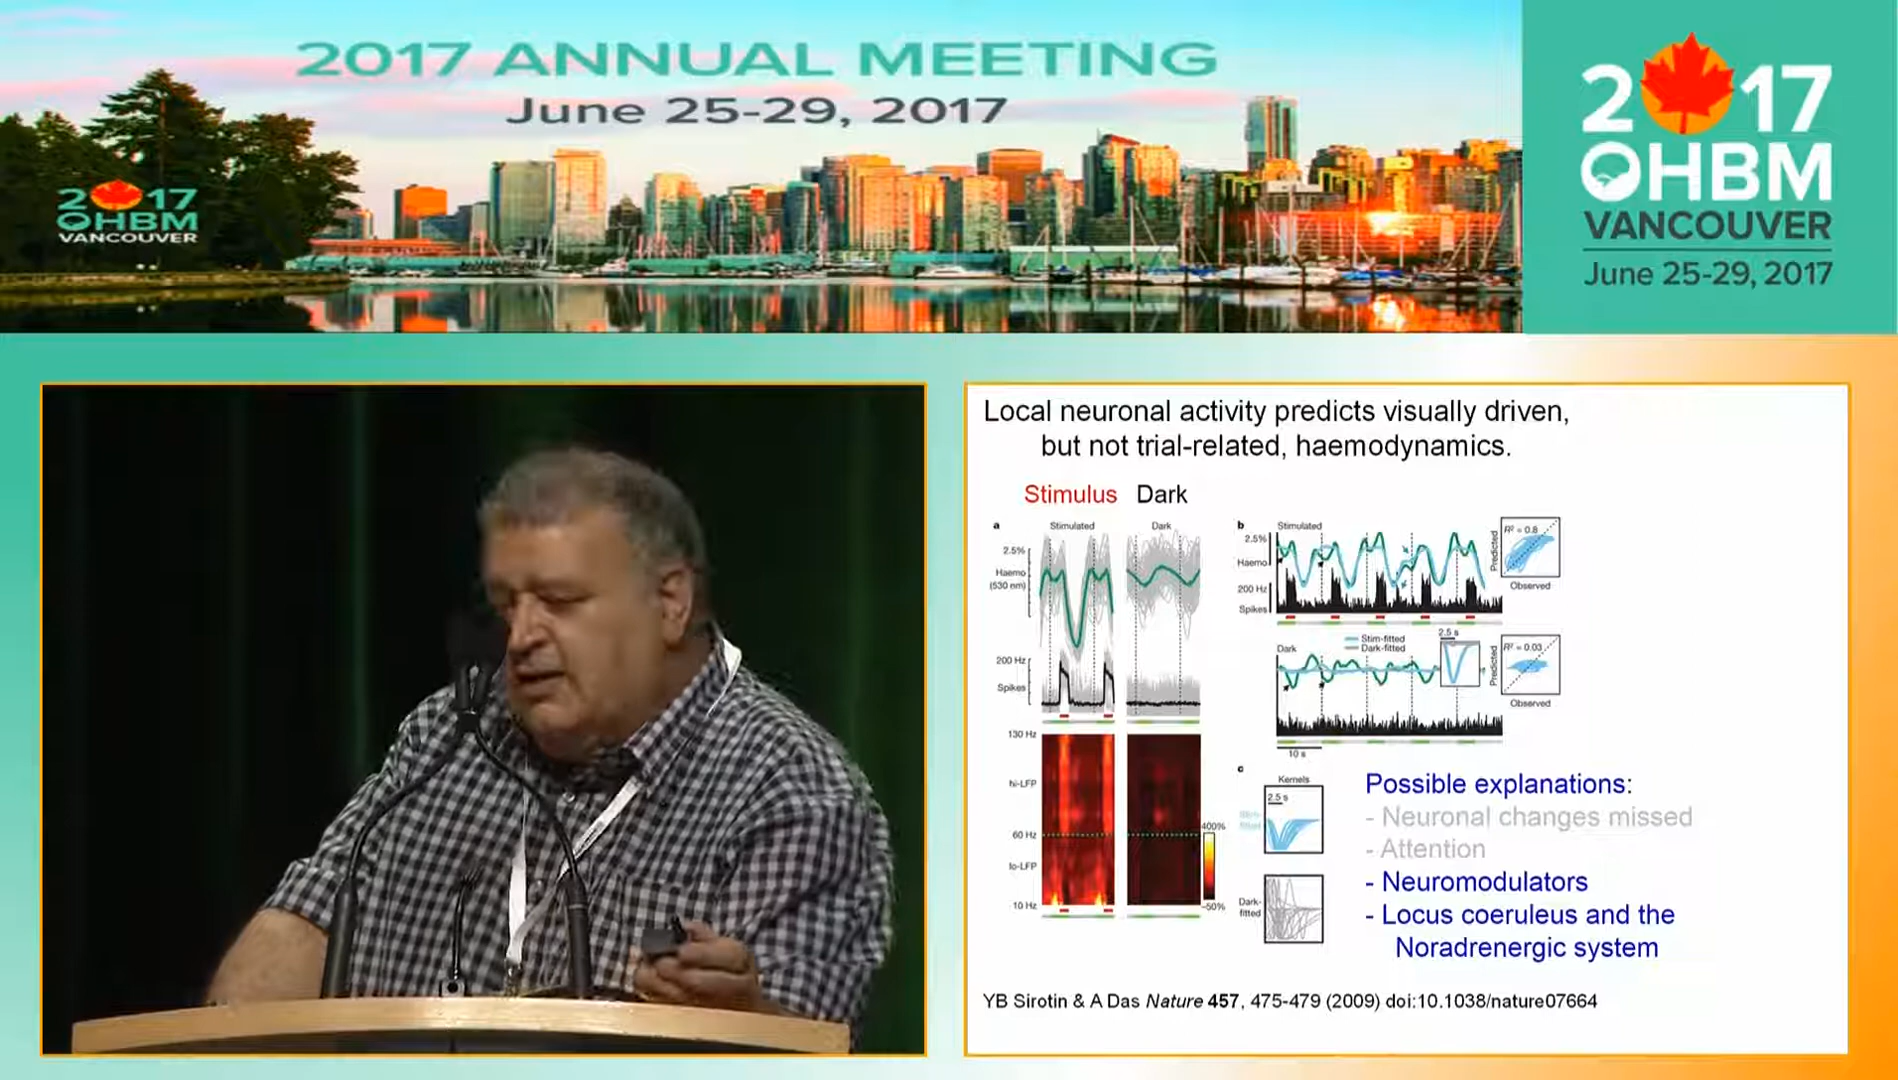 2017 ANNUAL MEETING
June 25-29, 2017
2017
OHBM
VANCOUVER
2017
OHBM
VANCOUVER
June 25-29, 2017
Local neuronal activity predicts visually driven,
but not trial-related, haemodynamics.
Stimulus Dark
a Stimulated Dark
2.5%
Haemo
(530 nm)
200 Hz
Spikes
130 Hz
hi-LFP
60 Hz
lo-LFP
10 Hz
400%
-50%
b Stimulated
2.5%
Haemo
200 Hz
Spikes
R² = 0.8
Predicted
Observed
Dark
Stim-fitted
Dark-fitted
2.5 s
R² = 0.03
Predicted
Observed
10 s
c Kernels
2.5 s
Dark-
fitted
Possible explanations:
- Neuronal changes missed
- Attention
- Neuromodulators
- Locus coeruleus and the
Noradrenergic system
YB Sirotin & A Das Nature 457, 475-479 (2009) doi:10.1038/nature07664